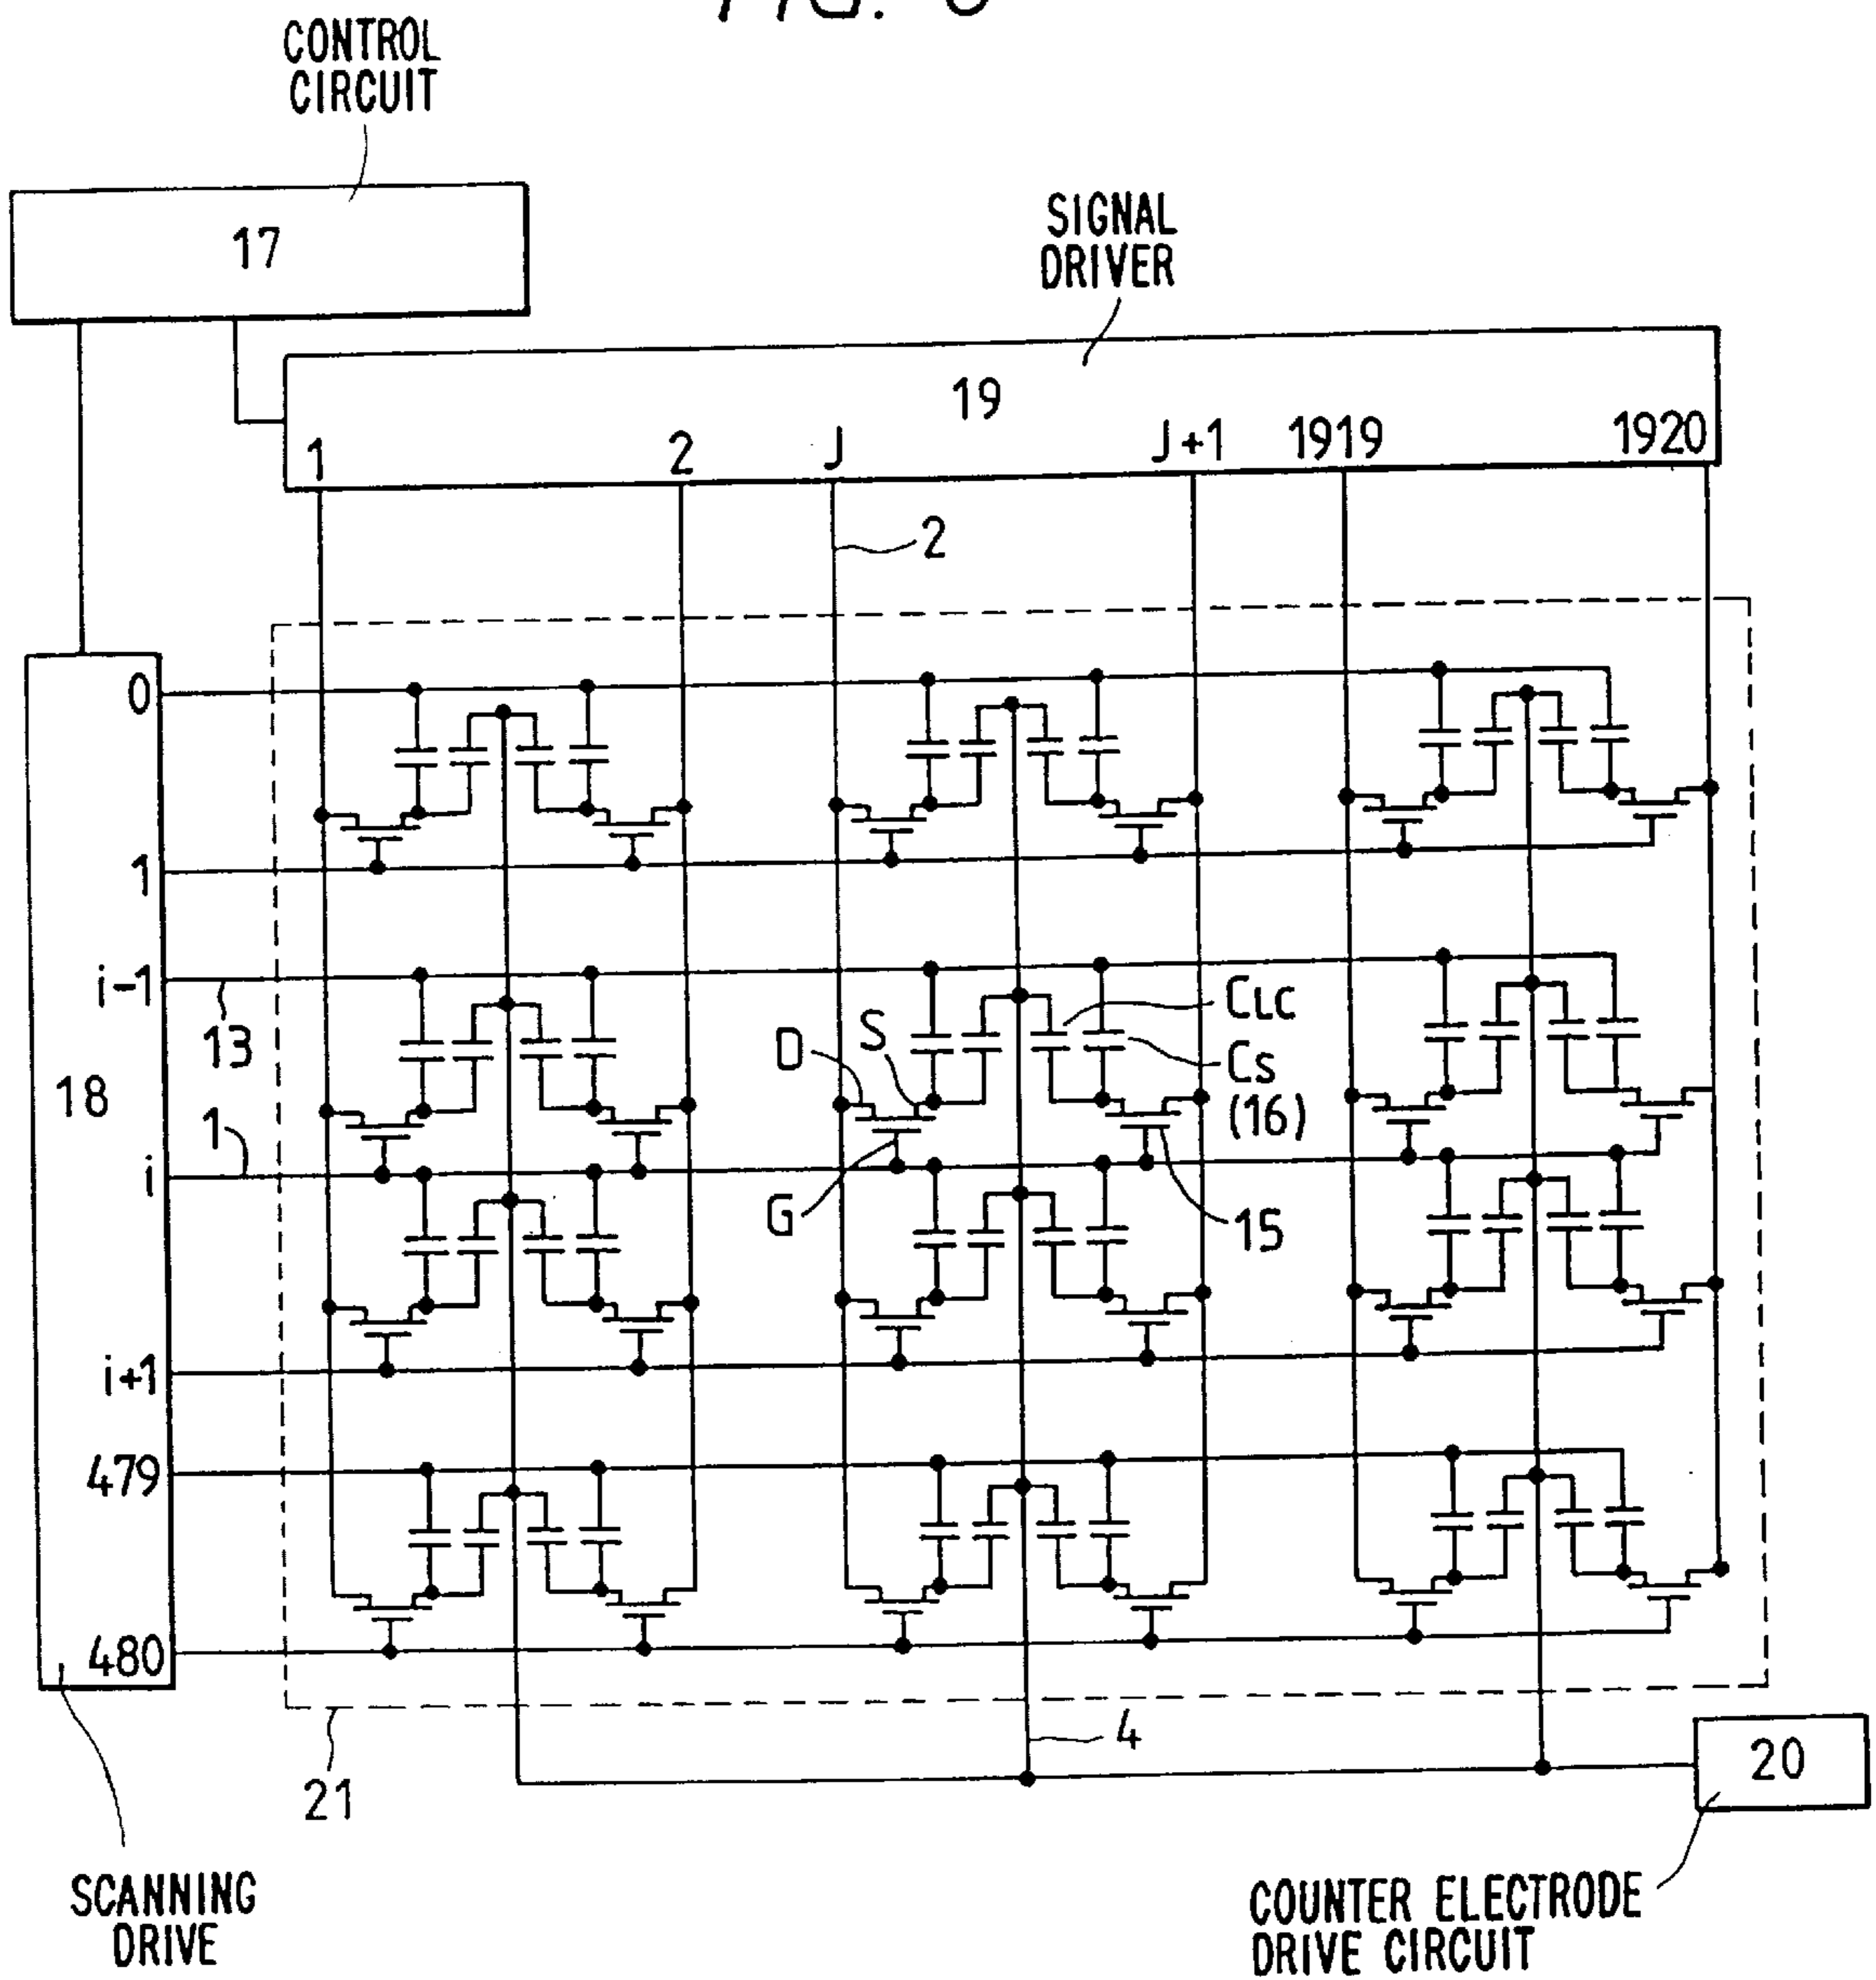 CONTROL
CIRCUIT
17
SIGNAL
DRIVER
19
1 2 J J+1 1919 1920
2
0
1
i-1
13
18
CLC
D S
CS
(16)
1
i
G
15
i+1
479
480
4
20
21
SCANNING
DRIVE
COUNTER ELECTRODE
DRIVE CIRCUIT